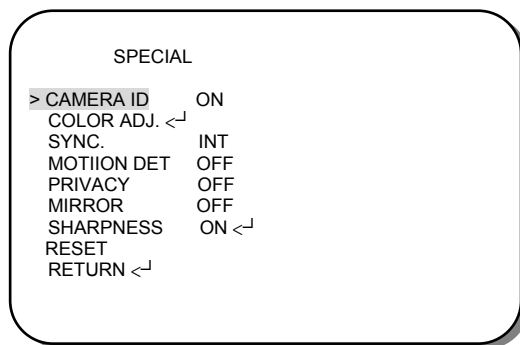 SPECIAL
> CAMERA ID ON
COLOR ADJ. <┘
SYNC. INT
MOTIION DET OFF
PRIVACY OFF
MIRROR OFF
SHARPNESS ON <┘
RESET
RETURN <┘